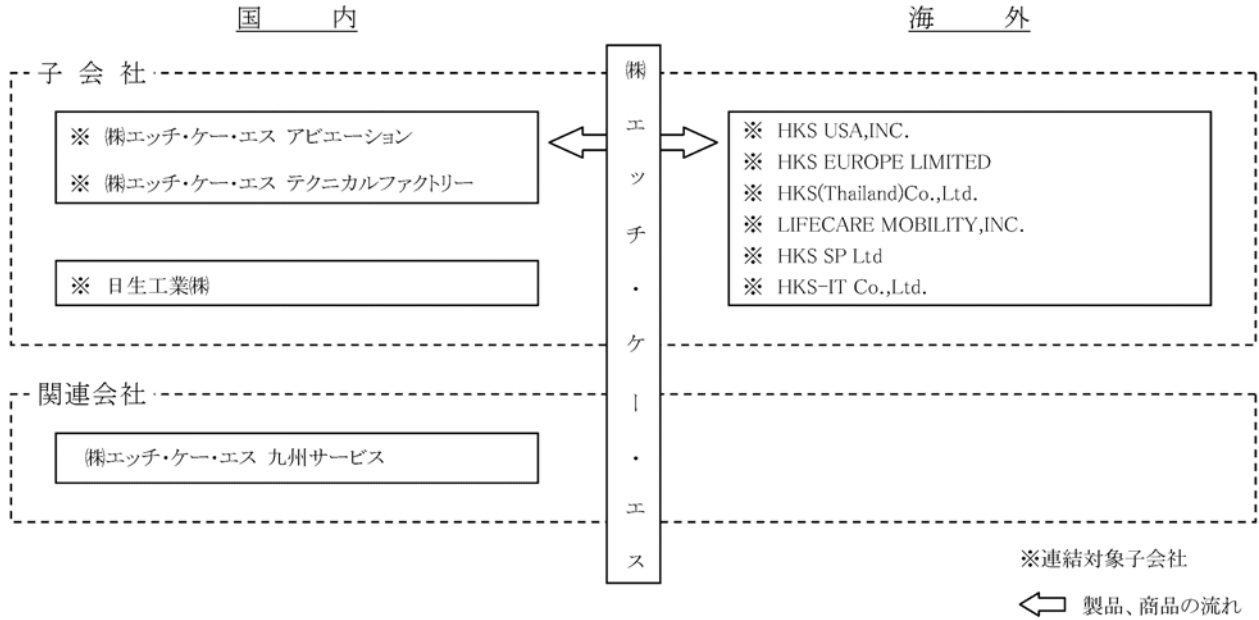 国 内
海 外
子 会 社
※ ㈱エッチ・ケー・エス アビエーション
※ ㈱エッチ・ケー・エス テクニカルファクトリー
※ 日生工業㈱
㈱エッチ・ケー・エス
※ HKS USA,INC.
※ HKS EUROPE LIMITED
※ HKS(Thailand)Co.,Ltd.
※ LIFECARE MOBILITY,INC.
※ HKS SP Ltd
※ HKS-IT Co.,Ltd.
関連会社
㈱エッチ・ケー・エス 九州サービス
※連結対象子会社
製品、商品の流れ